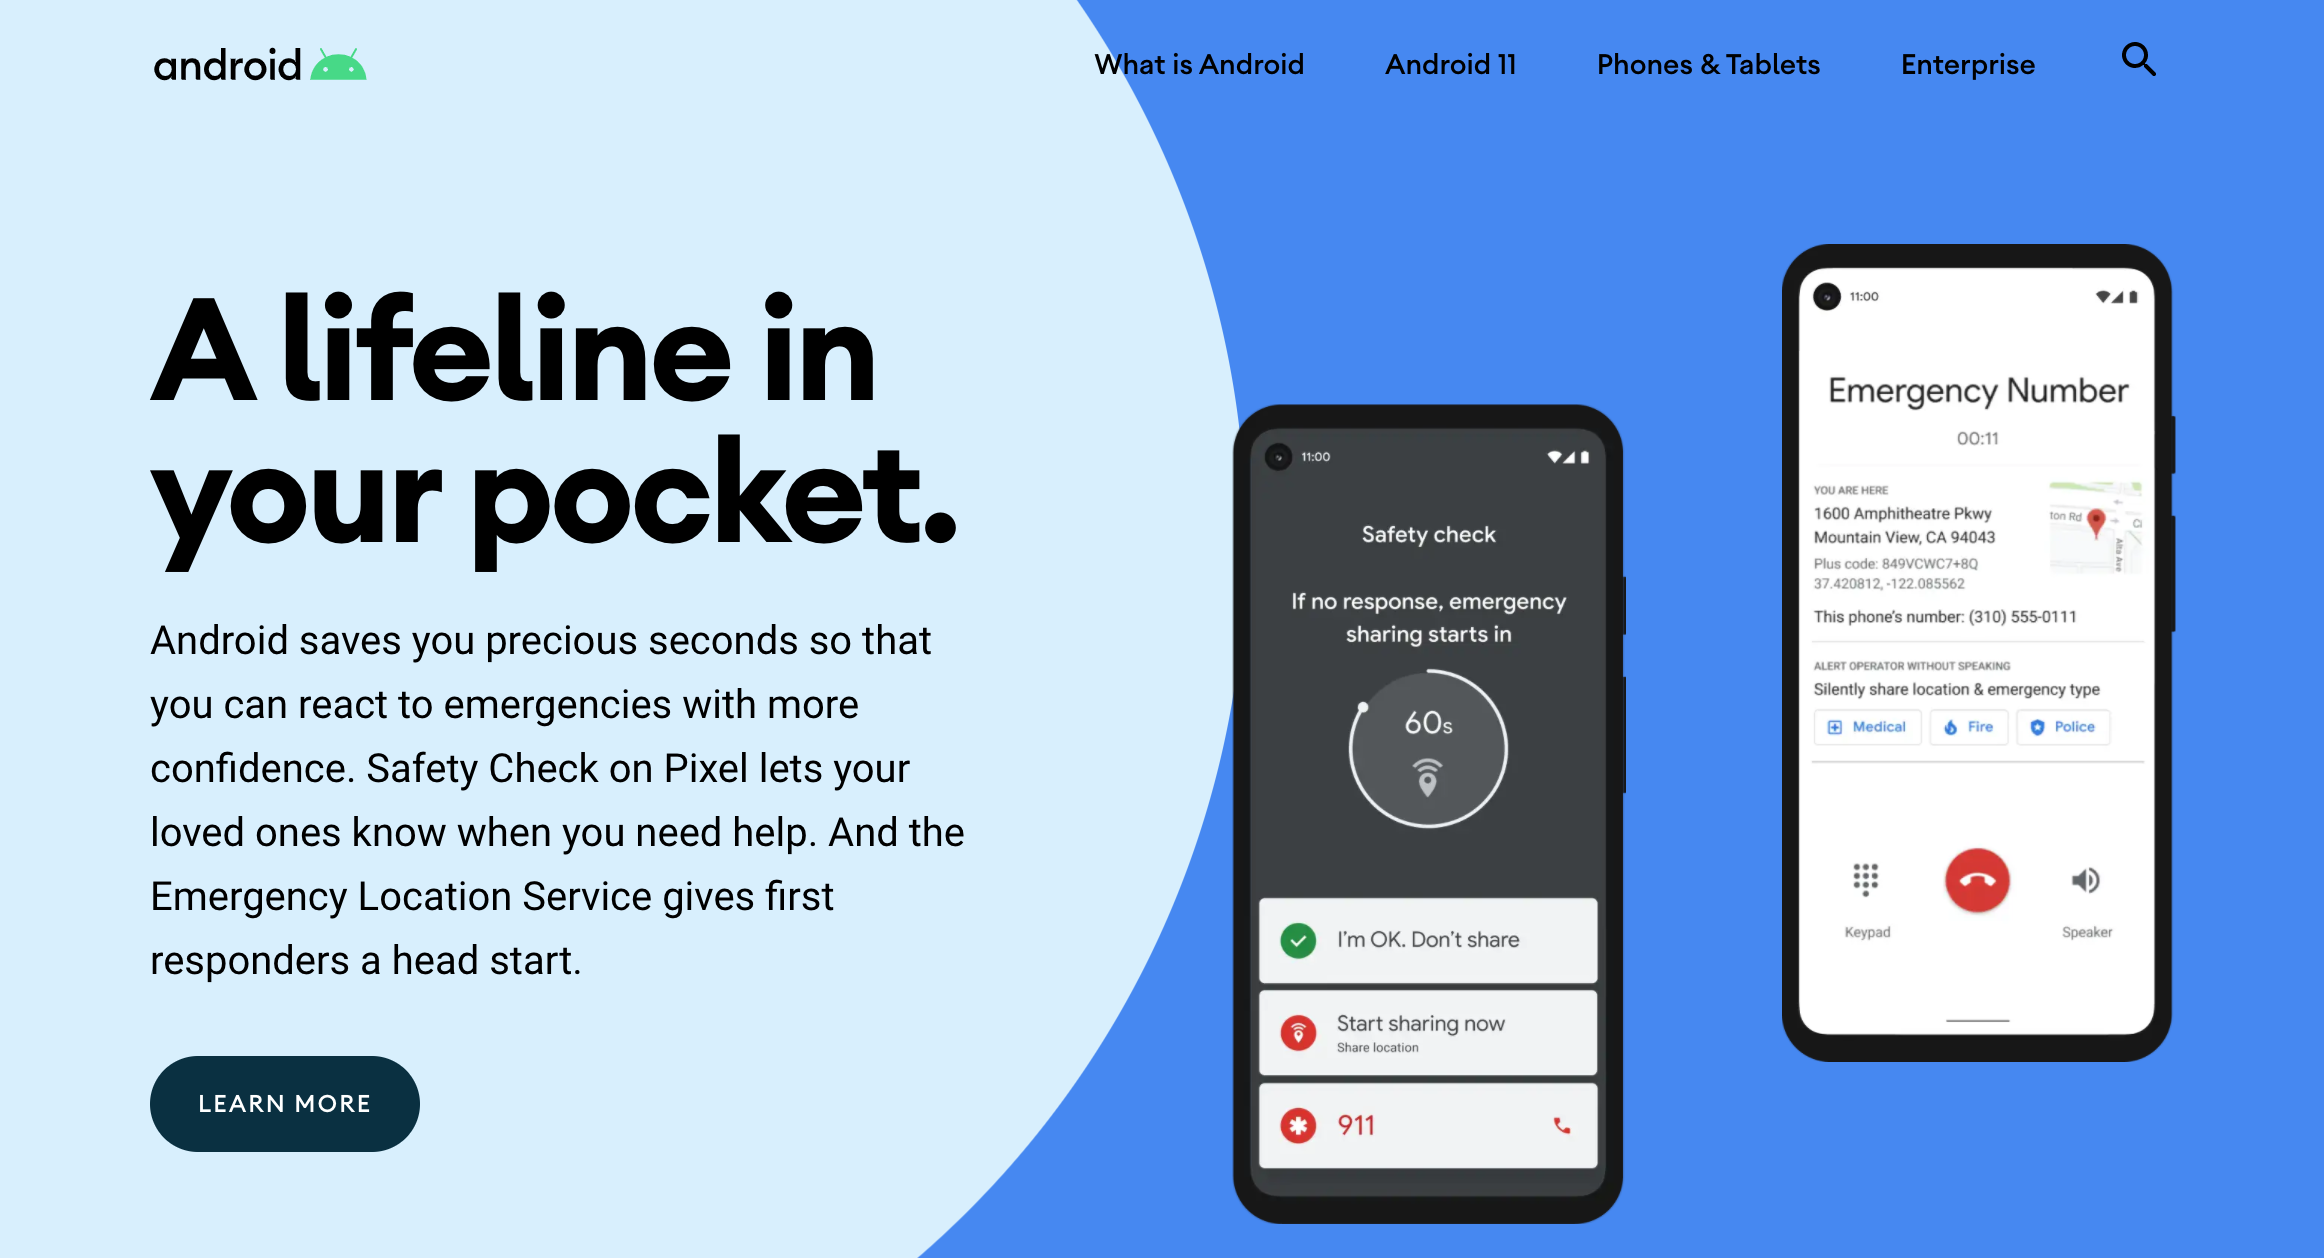 android
What is Android
Android 11
Phones & Tablets
Enterprise
A lifeline in
your pocket.
Android saves you precious seconds so that
you can react to emergencies with more
confidence. Safety Check on Pixel lets your
loved ones know when you need help. And the
Emergency Location Service gives first
responders a head start.
LEARN MORE
11:00
Safety check
If no response, emergency
sharing starts in
60s
I'm OK. Don't share
Start sharing now
Share location
911
11:00
Emergency Number
00:11
YOU ARE HERE
1600 Amphitheatre Pkwy
Mountain View, CA 94043
Plus code: 849VCWC7+8Q
37.420812, -122.085562
ton Rd
Alta Ave
This phone's number: (310) 555-0111
ALERT OPERATOR WITHOUT SPEAKING
Silently share location & emergency type
Medical
Fire
Police
Keypad
Speaker